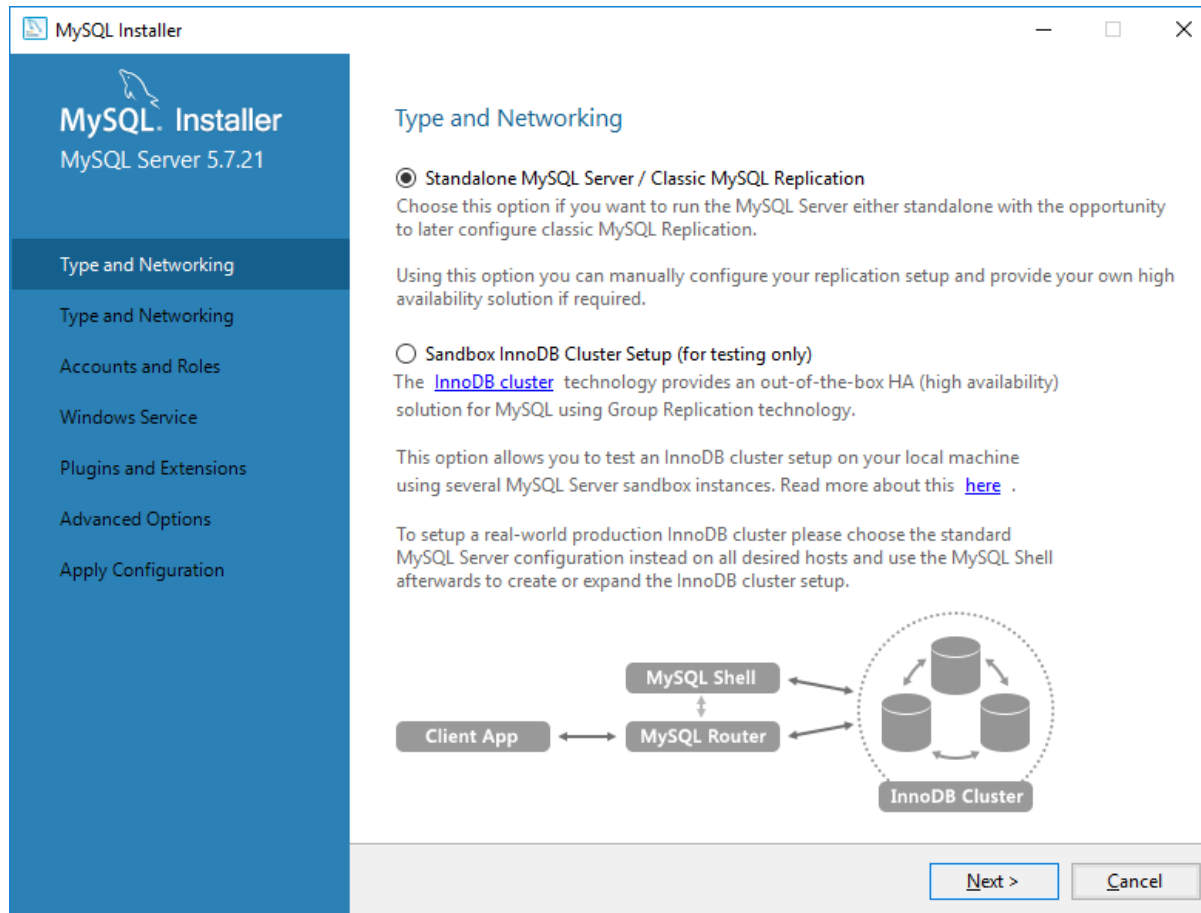 MySQL Installer
MySQL. Installer
MySQL Server 5.7.21
Type and Networking
Type and Networking
Accounts and Roles
Windows Service
Plugins and Extensions
Advanced Options
Apply Configuration
Type and Networking
Standalone MySQL Server / Classic MySQL Replication
Choose this option if you want to run the MySQL Server either standalone with the opportunity
to later configure classic MySQL Replication.
Using this option you can manually configure your replication setup and provide your own high
availability solution if required.
Sandbox InnoDB Cluster Setup (for testing only)
The InnoDB cluster technology provides an out-of-the-box HA (high availability)
solution for MySQL using Group Replication technology.
This option allows you to test an InnoDB cluster setup on your local machine
using several MySQL Server sandbox instances. Read more about this here .
To setup a real-world production InnoDB cluster please choose the standard
MySQL Server configuration instead on all desired hosts and use the MySQL Shell
afterwards to create or expand the InnoDB cluster setup.
MySQL Shell
Client App
MySQL Router
InnoDB Cluster
Next >
Cancel